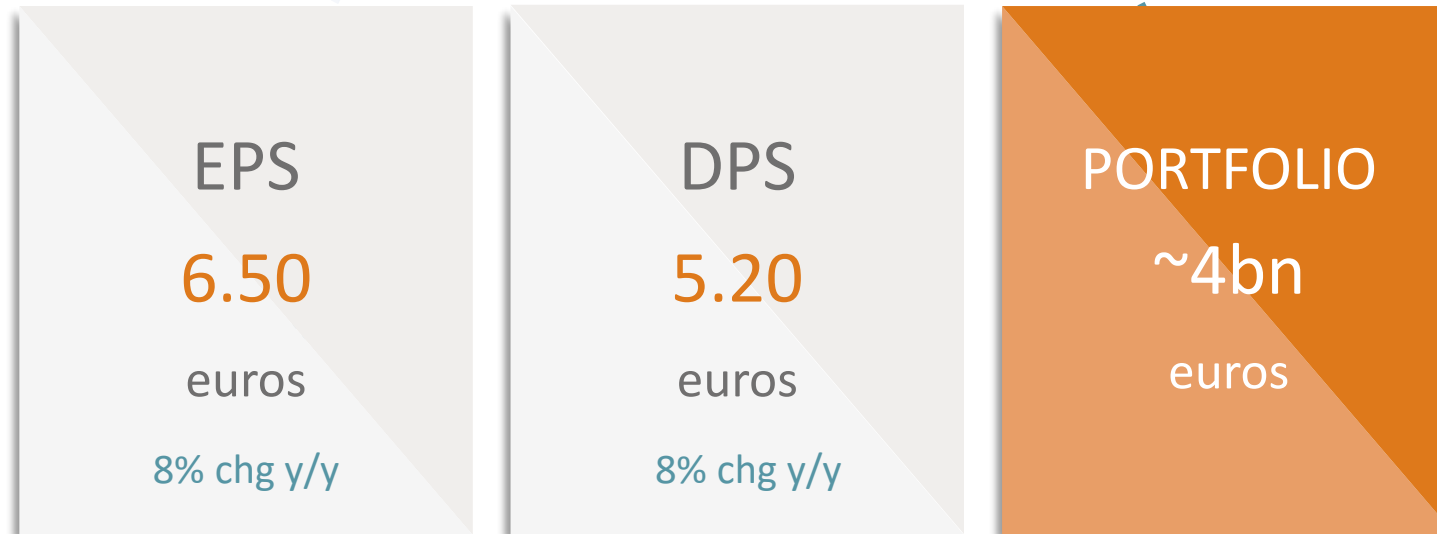 EPS
6.50
euros
8% chg y/y
DPS
5.20
euros
8% chg y/y
PORTFOLIO
~4bn
euros